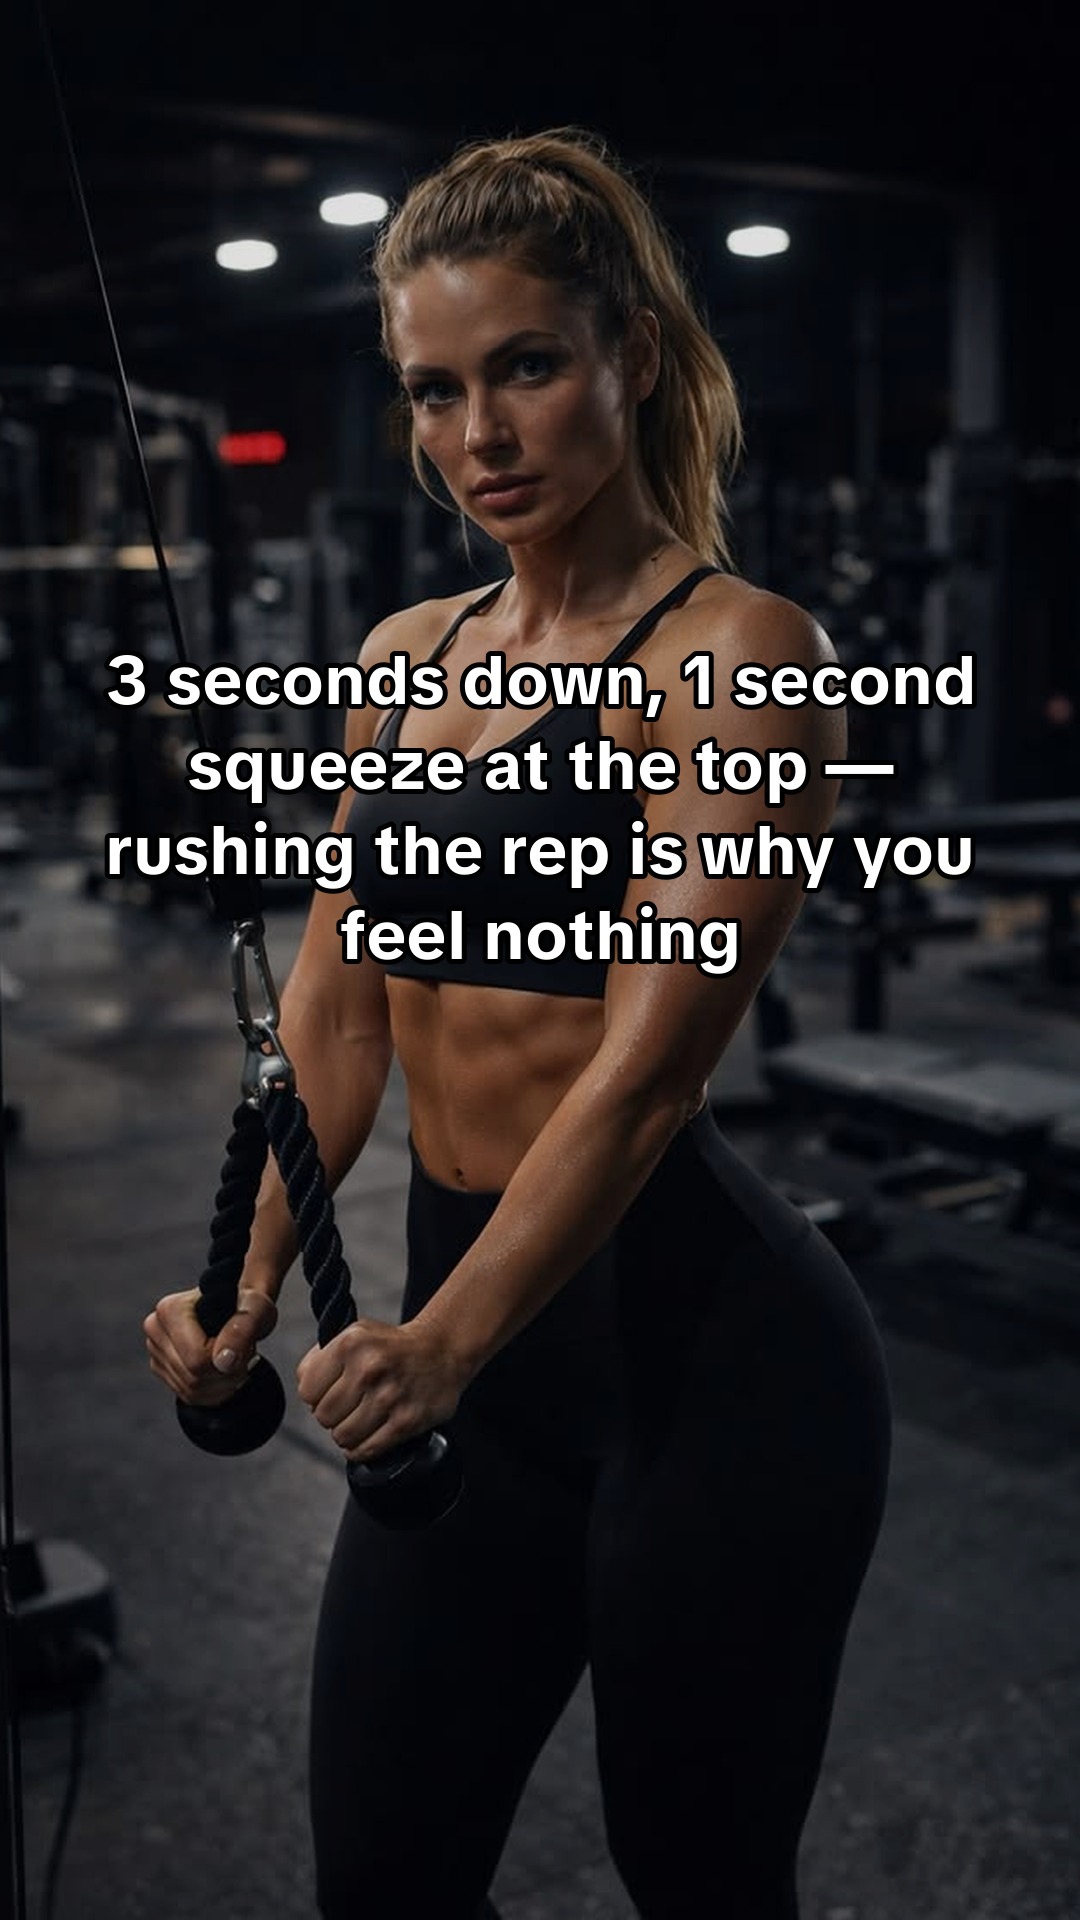 3 seconds down, 1 second
squeeze at the top —
rushing the rep is why you
feel nothing